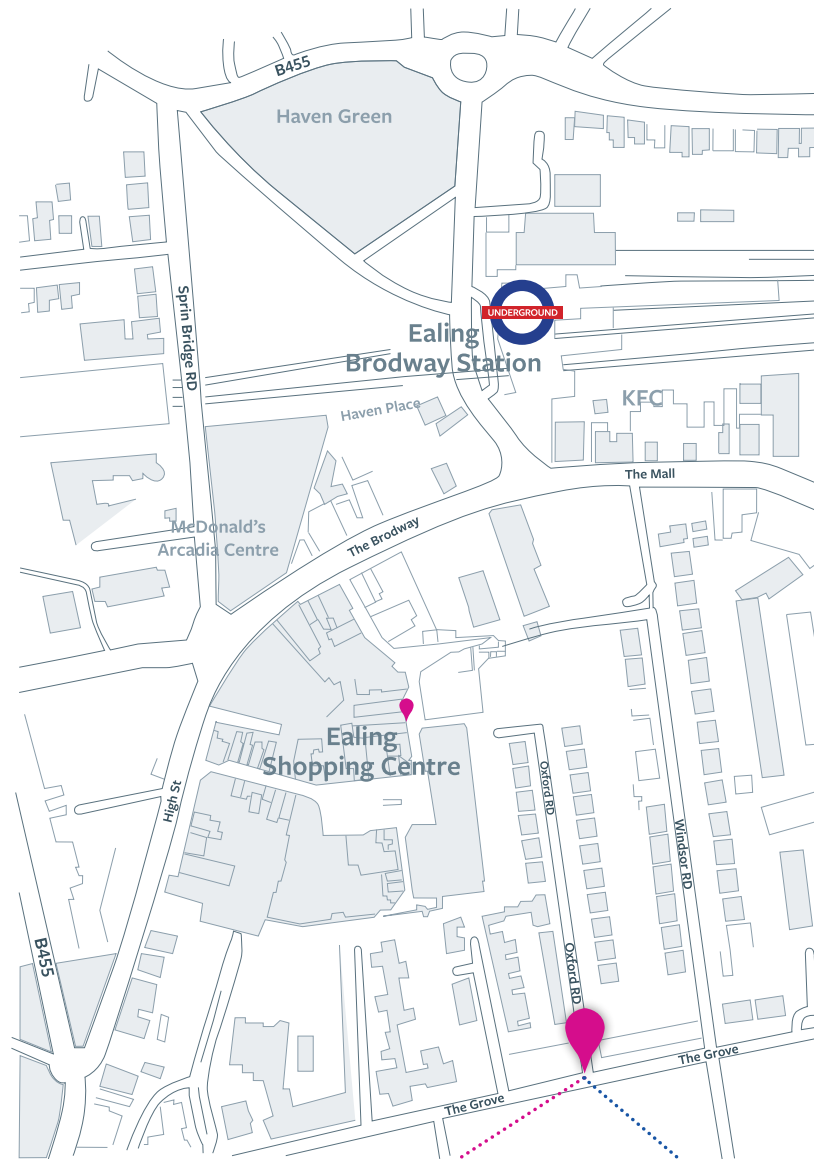 B455
Haven Green
Sprin Bridge RD
UNDERGROUND
Ealing
Brodway Station
Haven Place
KFC
The Mall
McDonald's
Arcadia Centre
The Brodway
Ealing
Shopping Centre
High St
Oxford RD
Windsor RD
B455
Oxford RD
The Grove
The Grove